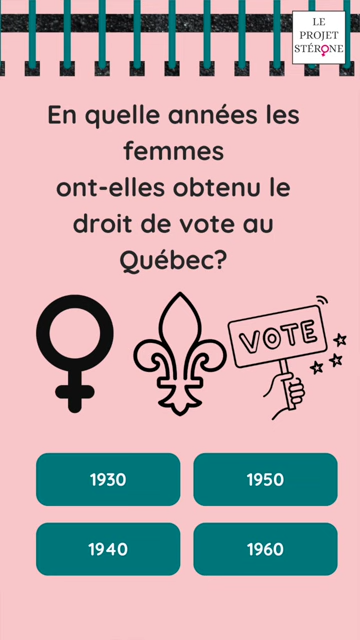 LE
PROJET
STÉRONE
En quelle années les
femmes
ont-elles obtenu le
droit de vote au
Québec?
VOTE
1930
1950
1940
1960